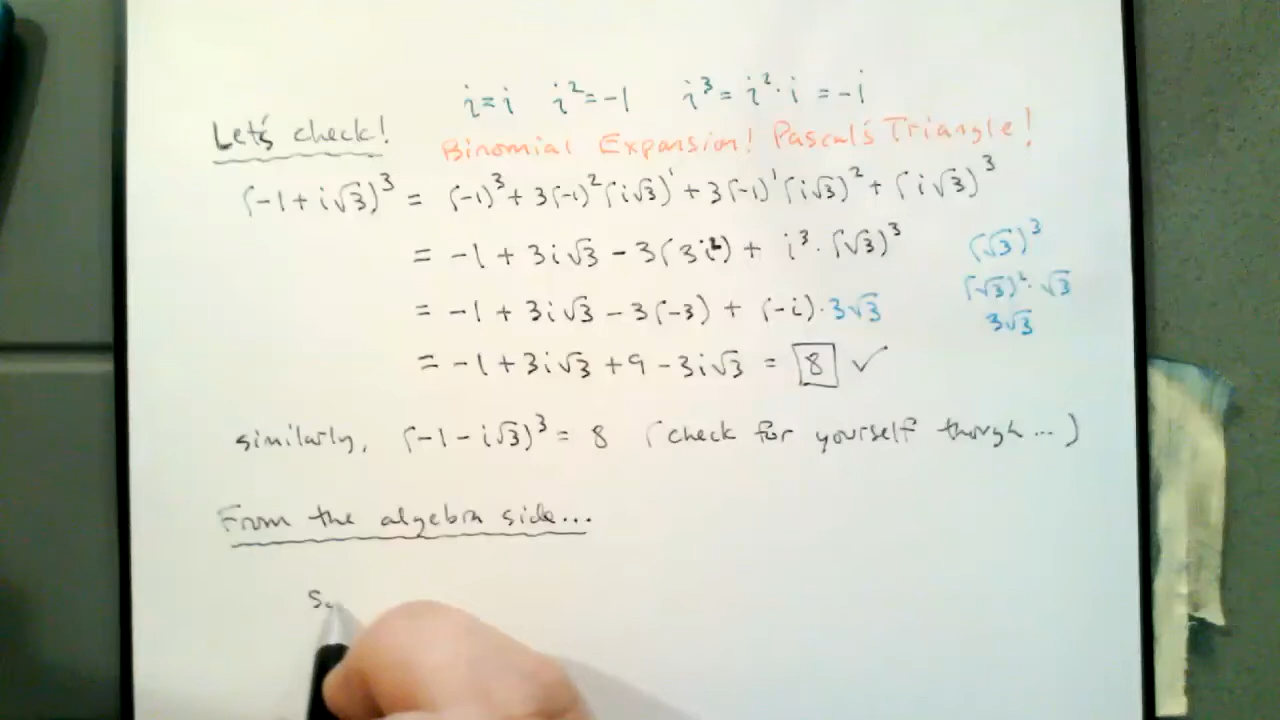 i = i   i² = -1   i³ = i²·i = -i
Let's check!
Binomial Expansion! Pascal's Triangle!
(-1+i√3)³ = (-1)³ + 3(-1)²(i√3)¹ + 3(-1)¹(i√3)² + (i√3)³
= -1 + 3i√3 - 3(3i²) + i³·(√3)³
(√3)³
(√3)²·√3
= -1 + 3i√3 - 3(-3) + (-i)·3√3
3√3
= -1 + 3i√3 + 9 - 3i√3 = 8 ✓
similarly, (-1-i√3)³ = 8 (check for yourself though...)
From the algebra side...